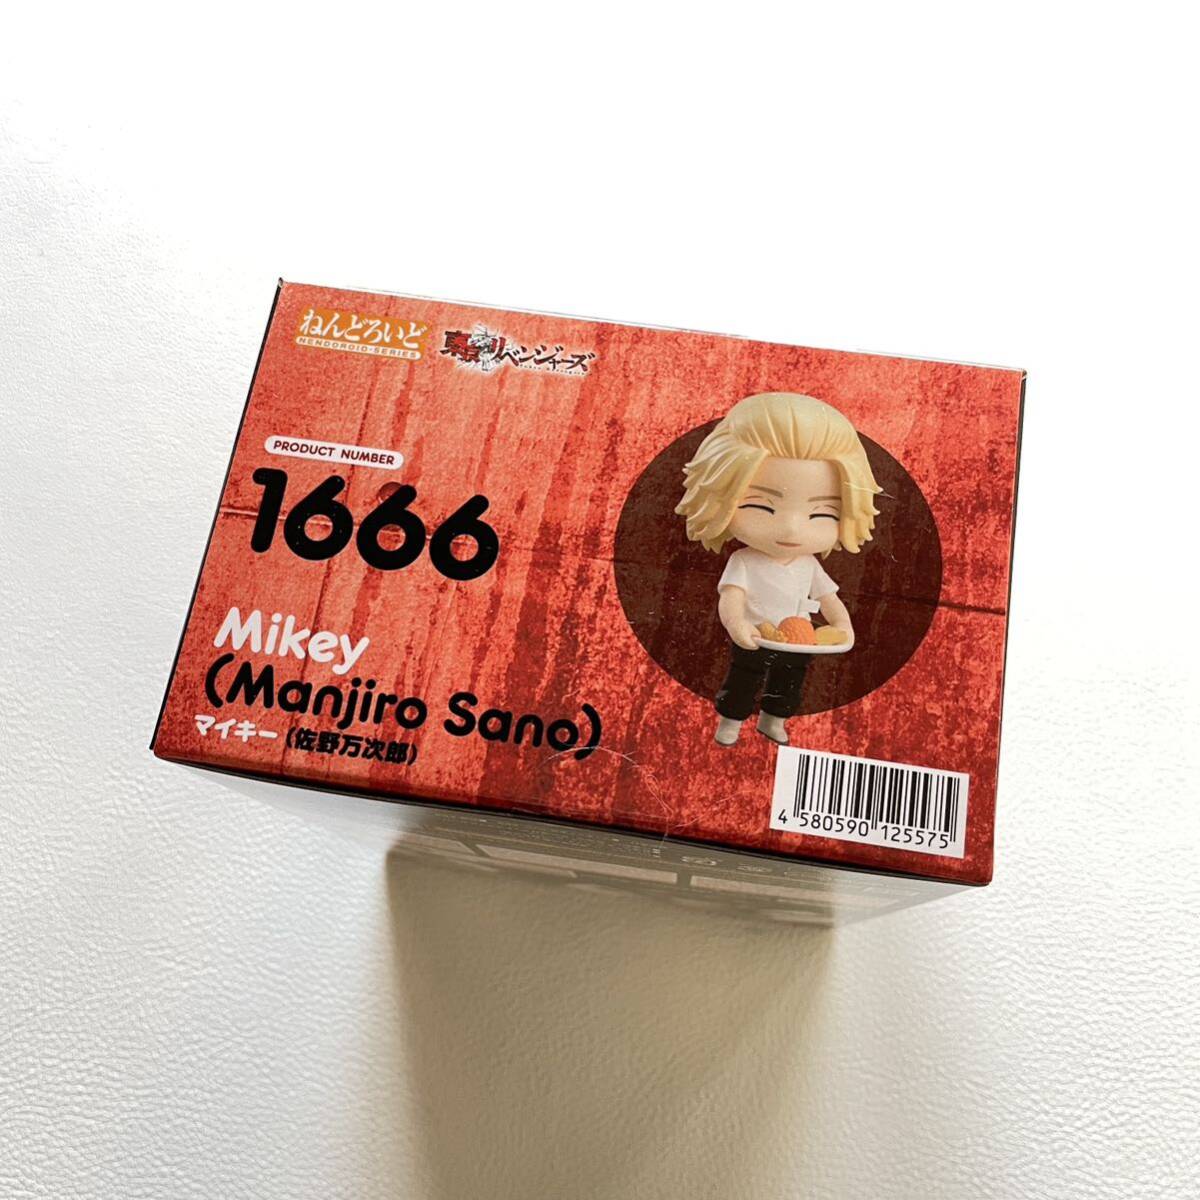 ねんどろいど
NENDOROID-SERIES
東京リベンジャーズ
PRODUCT NUMBER
1666
Mikey
(Manjiro Sano)
マイキー(佐野万次郎)
4 580590 125575